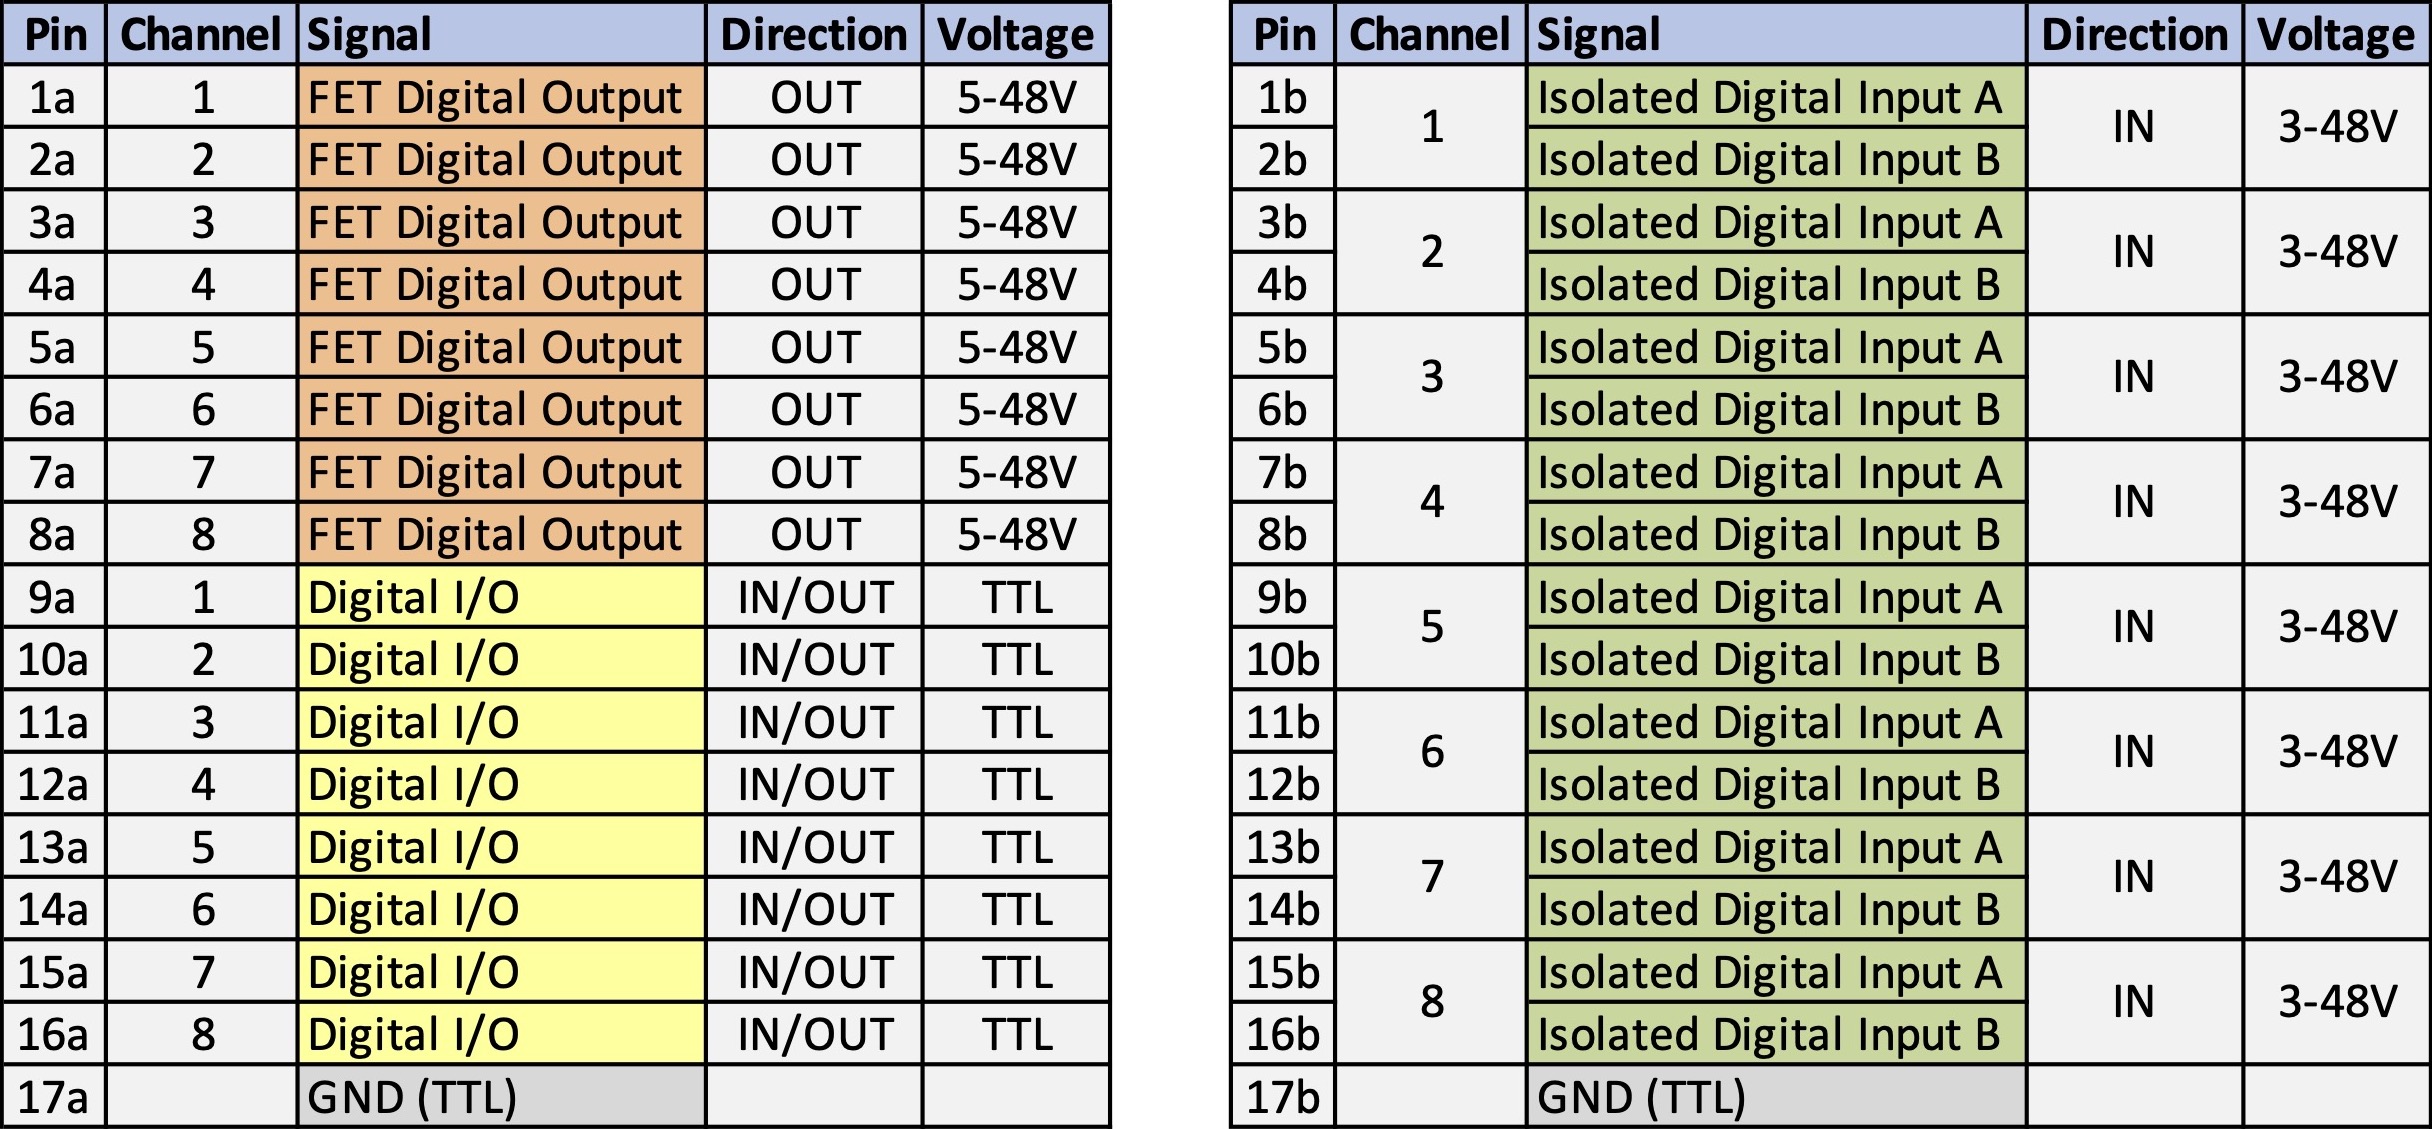 Pin Channel Signal Direction Voltage
1a 1 FET Digital Output OUT 5-48V
2a 2 FET Digital Output OUT 5-48V
3a 3 FET Digital Output OUT 5-48V
4a 4 FET Digital Output OUT 5-48V
5a 5 FET Digital Output OUT 5-48V
6a 6 FET Digital Output OUT 5-48V
7a 7 FET Digital Output OUT 5-48V
8a 8 FET Digital Output OUT 5-48V
9a 1 Digital I/O IN/OUT TTL
10a 2 Digital I/O IN/OUT TTL
11a 3 Digital I/O IN/OUT TTL
12a 4 Digital I/O IN/OUT TTL
13a 5 Digital I/O IN/OUT TTL
14a 6 Digital I/O IN/OUT TTL
15a 7 Digital I/O IN/OUT TTL
16a 8 Digital I/O IN/OUT TTL
17a GND (TTL)
Pin Channel Signal Direction Voltage
1b 1 Isolated Digital Input A IN 3-48V
2b Isolated Digital Input B
3b 2 Isolated Digital Input A IN 3-48V
4b Isolated Digital Input B
5b 3 Isolated Digital Input A IN 3-48V
6b Isolated Digital Input B
7b 4 Isolated Digital Input A IN 3-48V
8b Isolated Digital Input B
9b 5 Isolated Digital Input A IN 3-48V
10b Isolated Digital Input B
11b 6 Isolated Digital Input A IN 3-48V
12b Isolated Digital Input B
13b 7 Isolated Digital Input A IN 3-48V
14b Isolated Digital Input B
15b 8 Isolated Digital Input A IN 3-48V
16b Isolated Digital Input B
17b GND (TTL)